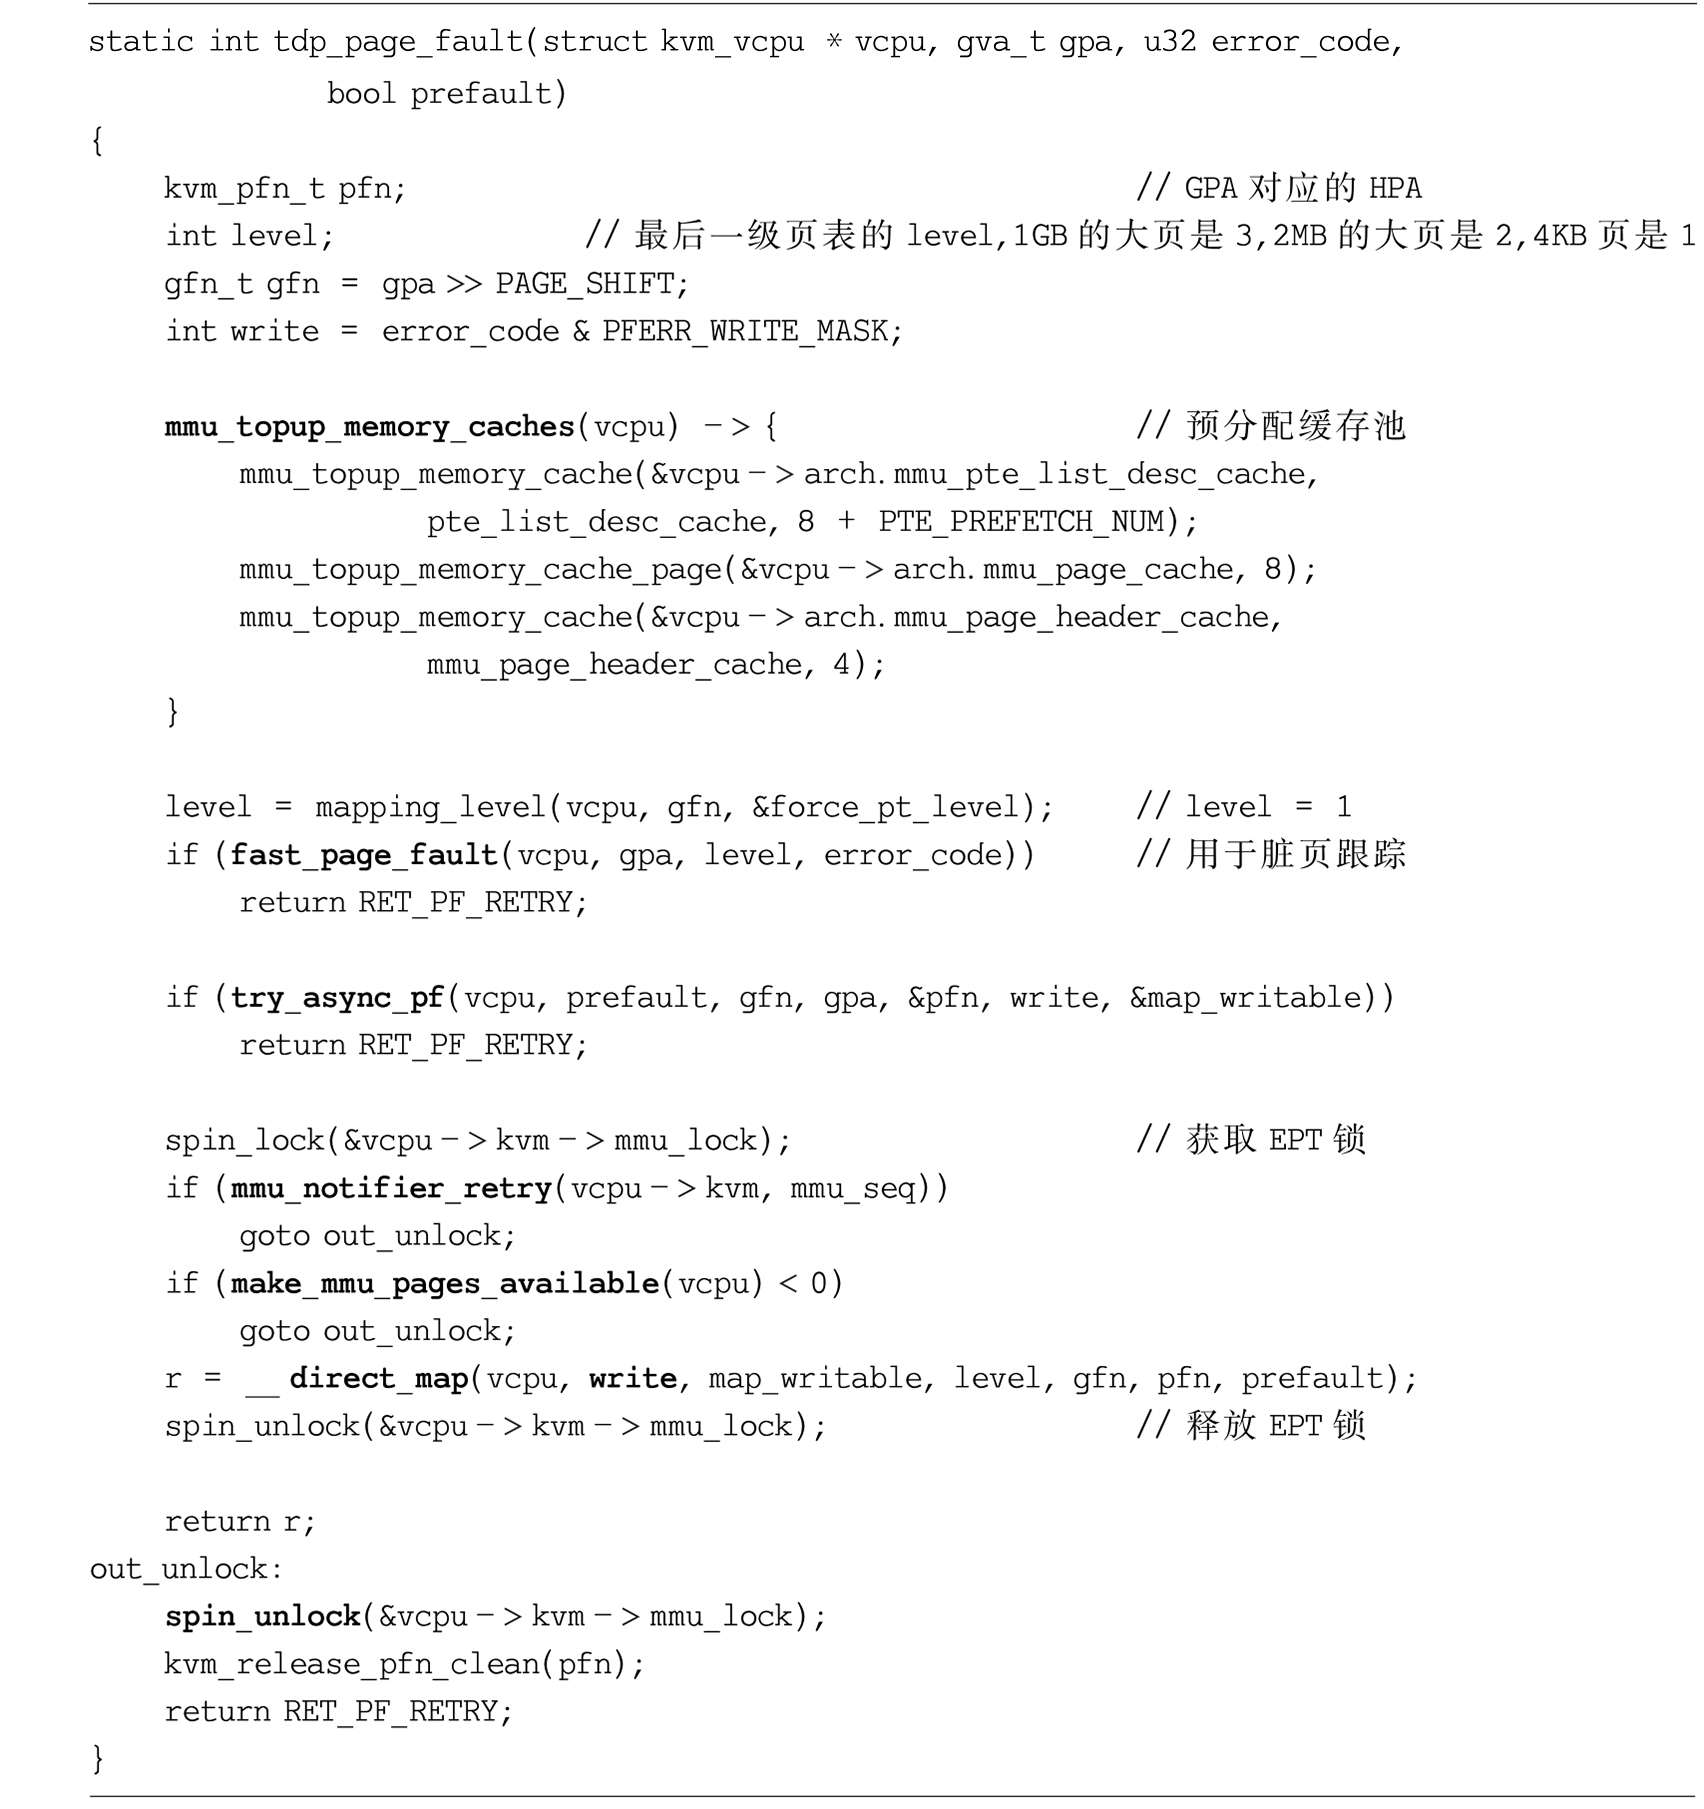 static int tdp_page_fault(struct kvm_vcpu * vcpu, gva_t gpa, u32 error_code,
bool prefault)
{
kvm_pfn_t pfn; // GPA 对应的 HPA
int level; // 最后一级页表的 level,1GB 的大页是 3,2MB 的大页是 2,4KB 页是 1
gfn_t gfn = gpa >> PAGE_SHIFT;
int write = error_code & PFERR_WRITE_MASK;
mmu_topup_memory_caches(vcpu) -> { // 预分配缓存池
mmu_topup_memory_cache(&vcpu->arch.mmu_pte_list_desc_cache,
pte_list_desc_cache, 8 + PTE_PREFETCH_NUM);
mmu_topup_memory_cache_page(&vcpu->arch.mmu_page_cache, 8);
mmu_topup_memory_cache(&vcpu->arch.mmu_page_header_cache,
mmu_page_header_cache, 4);
}
level = mapping_level(vcpu, gfn, &force_pt_level); // level = 1
if (fast_page_fault(vcpu, gpa, level, error_code)) // 用于脏页跟踪
return RET_PF_RETRY;
if (try_async_pf(vcpu, prefault, gfn, gpa, &pfn, write, &map_writable))
return RET_PF_RETRY;
spin_lock(&vcpu->kvm->mmu_lock); // 获取 EPT 锁
if (mmu_notifier_retry(vcpu->kvm, mmu_seq))
goto out_unlock;
if (make_mmu_pages_available(vcpu) < 0)
goto out_unlock;
r = __direct_map(vcpu, write, map_writable, level, gfn, pfn, prefault);
spin_unlock(&vcpu->kvm->mmu_lock); // 释放 EPT 锁
return r;
out_unlock:
spin_unlock(&vcpu->kvm->mmu_lock);
kvm_release_pfn_clean(pfn);
return RET_PF_RETRY;
}